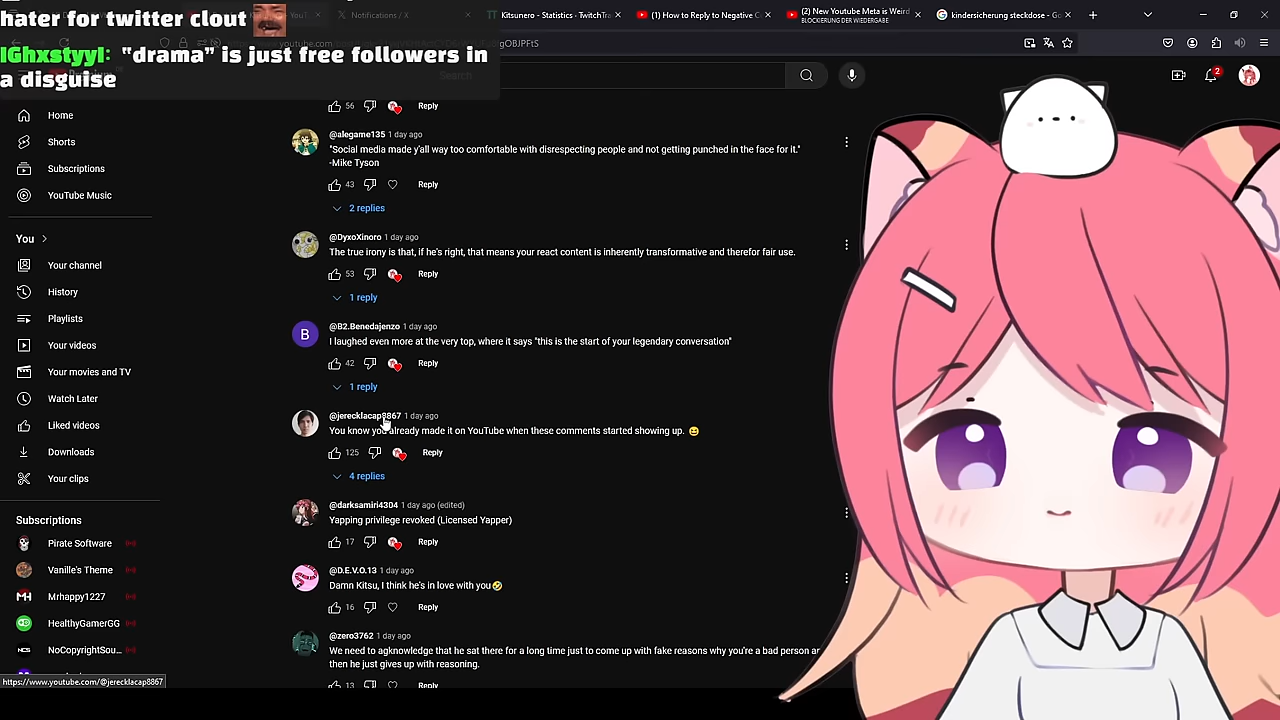 hater for twitter clout
IGhxstyyI: "drama" is just free followers in
a disguise
Notifications / X
Kitsunero - Statistics - TwitchT
(1) How to Reply to Negative C
(2) New Youtube Meta is Weird
BLOCKIERUNG DER WIEDERGABE
gOBJPFtS
Search
2
Home
Shorts
Subscriptions
YouTube Music
You
Your channel
History
Playlists
Your videos
Your movies and TV
Watch Later
Liked videos
Downloads
Your clips
Subscriptions
Pirate Software
Vanille's Theme
Mrhappy1227
HealthyGamerGG
NoCopyrightSou...
https://www.youtube.com/@jerecklacap8867
56 Reply
@alegame135 1 day ago
"Social media made y'all way too comfortable with disrespecting people and not getting punched in the face for it."
-Mike Tyson
43 Reply
2 replies
@DyxoXinoro 1 day ago
The true irony is that, if he's right, that means your react content is inherently transformative and therefor fair use.
53 Reply
1 reply
B
@B2.Benedajenzo 1 day ago
I laughed even more at the very top, where it says "this is the start of your legendary conversation"
42 Reply
1 reply
@jerecklacap8867 1 day ago
You know you already made it on YouTube when these comments started showing up. 😆
125 Reply
4 replies
@darksamiri4304 1 day ago (edited)
Yapping privilege revoked (Licensed Yapper)
17 Reply
@D.E.V.O.13 1 day ago
Damn Kitsu, I think he's in love with you🤣
16 Reply
@zero3762 1 day ago
We need to agknowledge that he sat there for a long time just to come up with fake reasons why you're a bad person an
then he just gives up with reasoning.
13 Reply